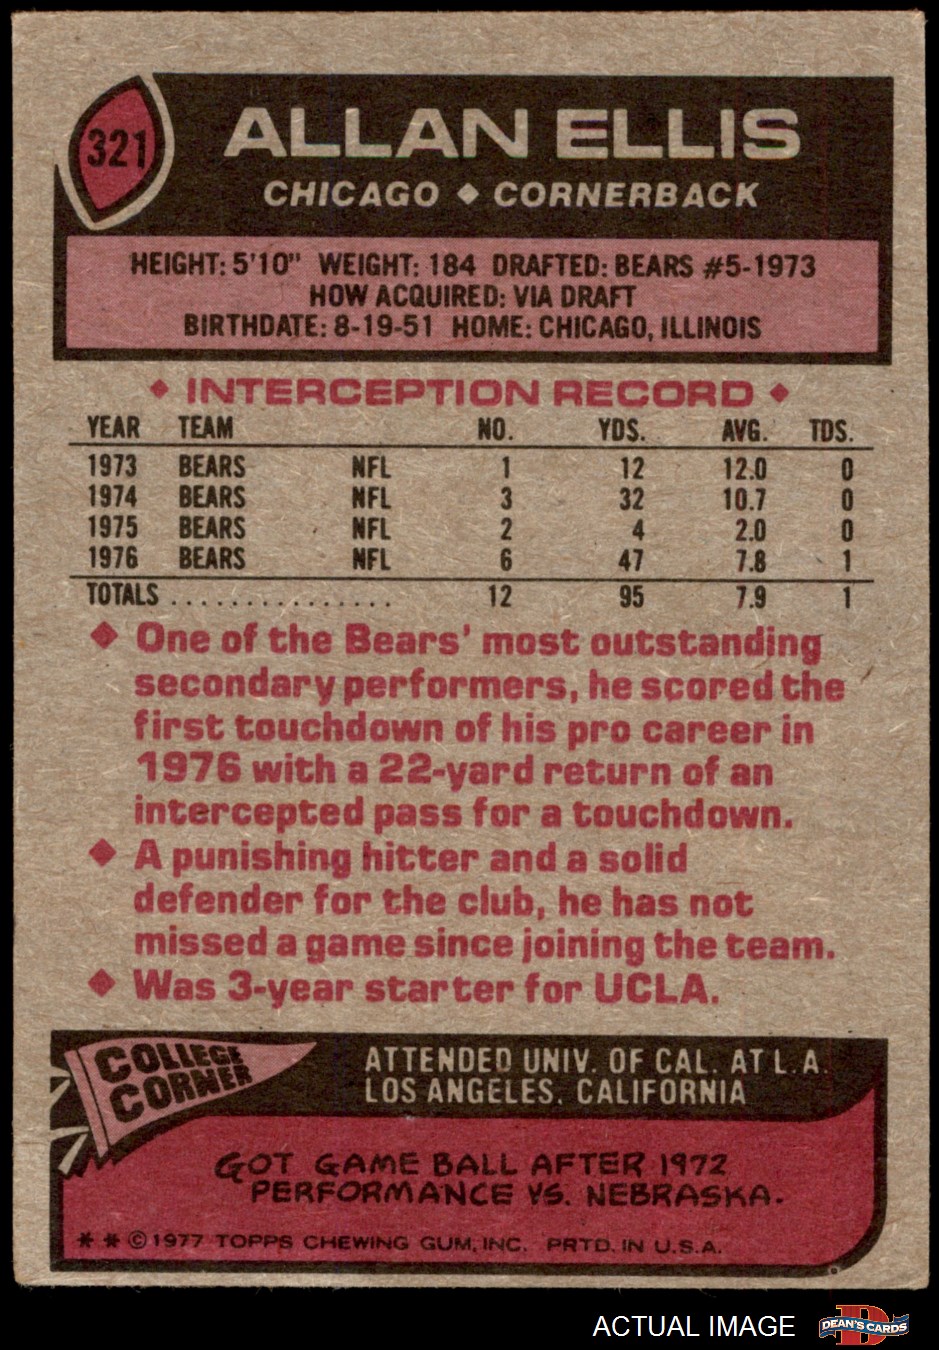 321
ALLAN ELLIS
CHICAGO ◆ CORNERBACK
HEIGHT: 5'10" WEIGHT: 184 DRAFTED: BEARS #5-1973
HOW ACQUIRED: VIA DRAFT
BIRTHDATE: 8-19-51 HOME: CHICAGO, ILLINOIS
◆ INTERCEPTION RECORD ◆
YEAR TEAM NO. YDS. AVG. TDS.
1973 BEARS NFL 1 12 12.0 0
1974 BEARS NFL 3 32 10.7 0
1975 BEARS NFL 2 4 2.0 0
1976 BEARS NFL 6 47 7.8 1
TOTALS ............... 12 95 7.9 1
◆ One of the Bears' most outstanding
secondary performers, he scored the
first touchdown of his pro career in
1976 with a 22-yard return of an
intercepted pass for a touchdown.
◆ A punishing hitter and a solid
defender for the club, he has not
missed a game since joining the team.
◆ Was 3-year starter for UCLA.
COLLEGE
CORNER
ATTENDED UNIV. OF CAL. AT L.A.
LOS ANGELES, CALIFORNIA
GOT GAME BALL AFTER 1972
PERFORMANCE VS. NEBRASKA.
* * © 1977 TOPPS CHEWING GUM, INC. PRTD. IN U.S.A.
ACTUAL IMAGE
D
DEAN'S CARDS